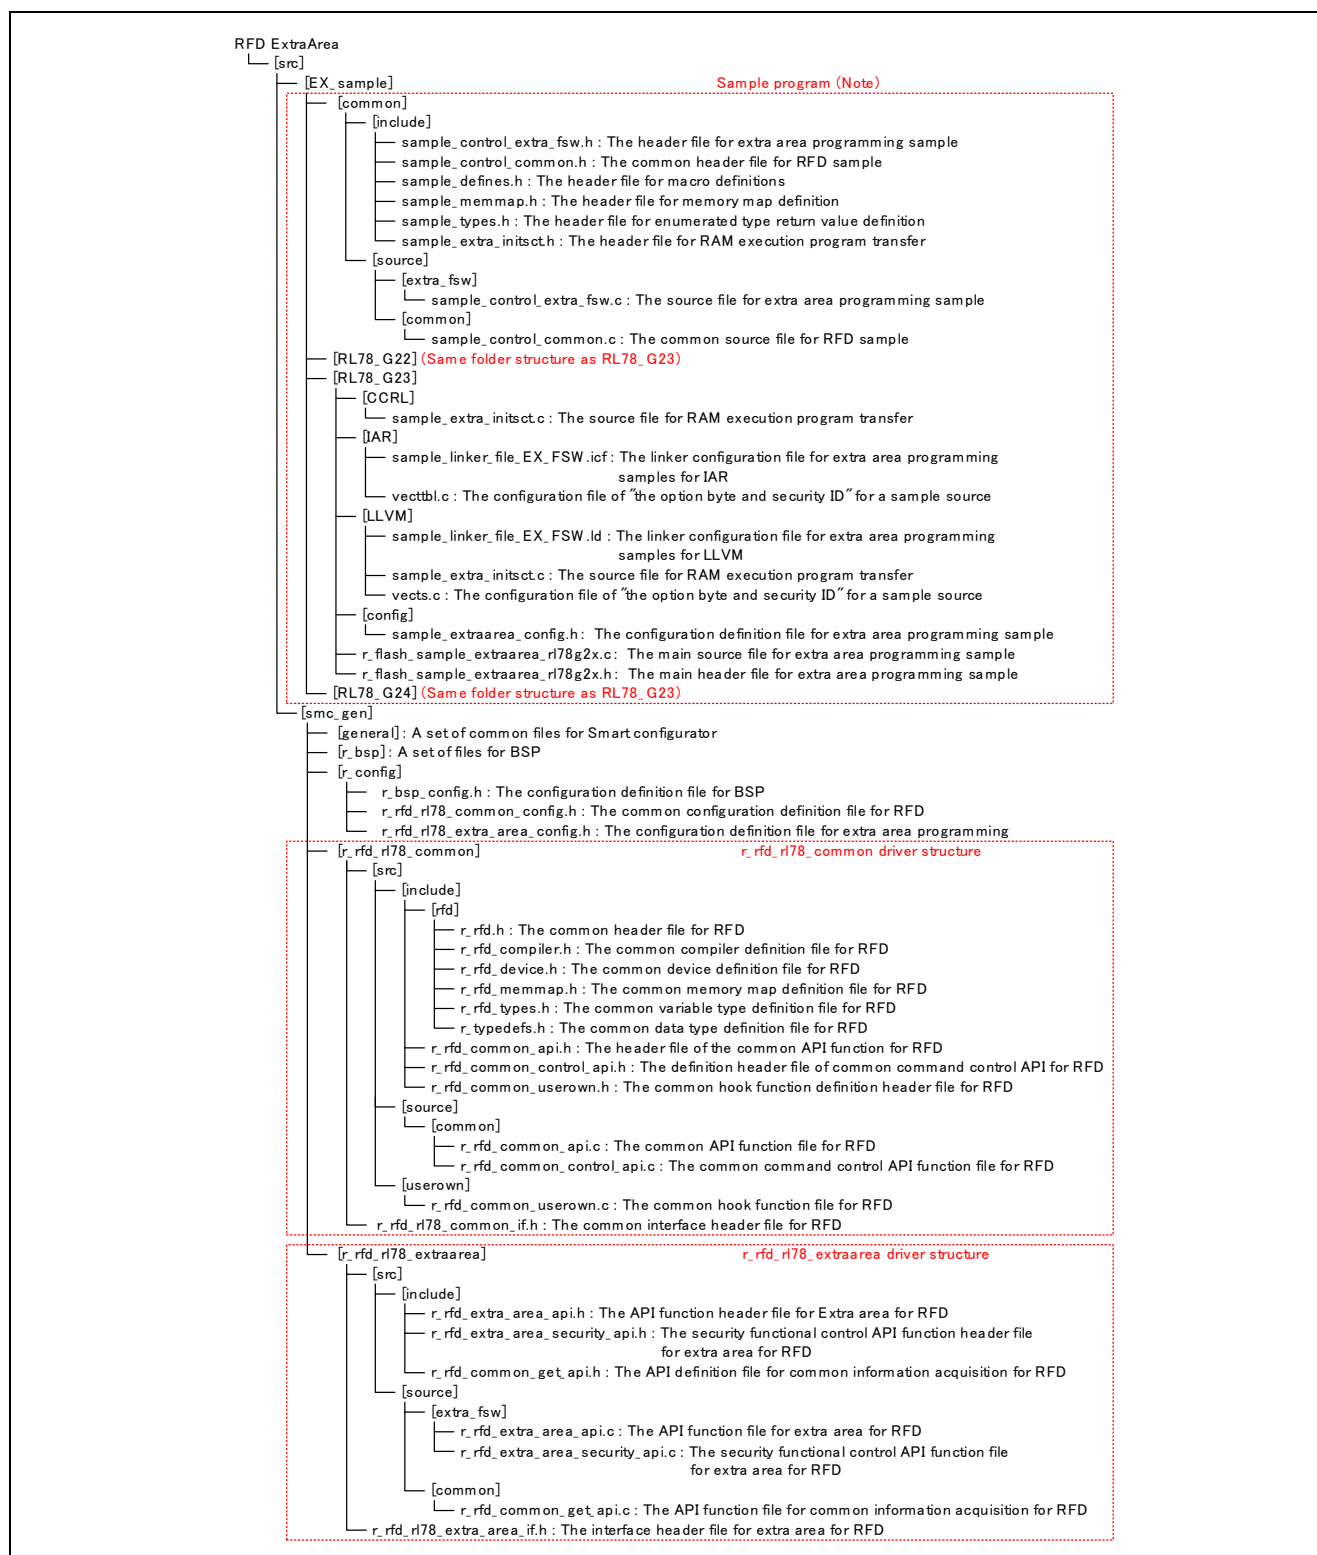 RFD ExtraArea
[src]
[EX_sample] Sample program (Note)
[common]
[include]
sample_control_extra_fsw.h : The header file for extra area programming sample
sample_control_common.h : The common header file for RFD sample
sample_defines.h : The header file for macro definitions
sample_memmap.h : The header file for memory map definition
sample_types.h : The header file for enumerated type return value definition
sample_extra_initsct.h : The header file for RAM execution program transfer
[source]
[extra_fsw]
sample_control_extra_fsw.c : The source file for extra area programming sample
[common]
sample_control_common.c : The common source file for RFD sample
[RL78_G22] (Same folder structure as RL78_G23)
[RL78_G23]
[CCRL]
sample_extra_initsct.c : The source file for RAM execution program transfer
[IAR]
sample_linker_file_EX_FSW.icf : The linker configuration file for extra area programming
samples for IAR
vecttbl.c : The configuration file of "the option byte and security ID" for a sample source
[LLVM]
sample_linker_file_EX_FSW.ld : The linker configuration file for extra area programming
samples for LLVM
sample_extra_initsct.c : The source file for RAM execution program transfer
vects.c : The configuration file of "the option byte and security ID" for a sample source
[config]
sample_extraarea_config.h: The configuration definition file for extra area programming sample
r_flash_sample_extraarea_rl78g2x.c: The main source file for extra area programming sample
r_flash_sample_extraarea_rl78g2x.h: The main header file for extra area programming sample
[RL78_G24] (Same folder structure as RL78_G23)
[smc_gen]
[general] : A set of common files for Smart configurator
[r_bsp] : A set of files for BSP
[r_config]
r_bsp_config.h : The configuration definition file for BSP
r_rfd_rl78_common_config.h : The common configuration definition file for RFD
r_rfd_rl78_extra_area_config.h : The configuration definition file for extra area programming
[r_rfd_rl78_common] r_rfd_rl78_common driver structure
[src]
[include]
[rfd]
r_rfd.h : The common header file for RFD
r_rfd_compiler.h : The common compiler definition file for RFD
r_rfd_device.h : The common device definition file for RFD
r_rfd_memmap.h : The common memory map definition file for RFD
r_rfd_types.h : The common variable type definition file for RFD
r_typedefs.h : The common data type definition file for RFD
r_rfd_common_api.h : The header file of the common API function for RFD
r_rfd_common_control_api.h : The definition header file of common command control API for RFD
r_rfd_common_userown.h : The common hook function definition header file for RFD
[source]
[common]
r_rfd_common_api.c : The common API function file for RFD
r_rfd_common_control_api.c : The common command control API function file for RFD
[userown]
r_rfd_common_userown.c : The common hook function file for RFD
r_rfd_rl78_common_if.h : The common interface header file for RFD
[r_rfd_rl78_extraarea] r_rfd_rl78_extraarea driver structure
[src]
[include]
r_rfd_extra_area_api.h : The API function header file for Extra area for RFD
r_rfd_extra_area_security_api.h : The security functional control API function header file
for extra area for RFD
r_rfd_common_get_api.h : The API definition file for common information acquisition for RFD
[source]
[extra_fsw]
r_rfd_extra_area_api.c : The API function file for extra area for RFD
r_rfd_extra_area_security_api.c : The security functional control API function file
for extra area for RFD
[common]
r_rfd_common_get_api.c : The API function file for common information acquisition for RFD
r_rfd_rl78_extra_area_if.h : The interface header file for extra area for RFD